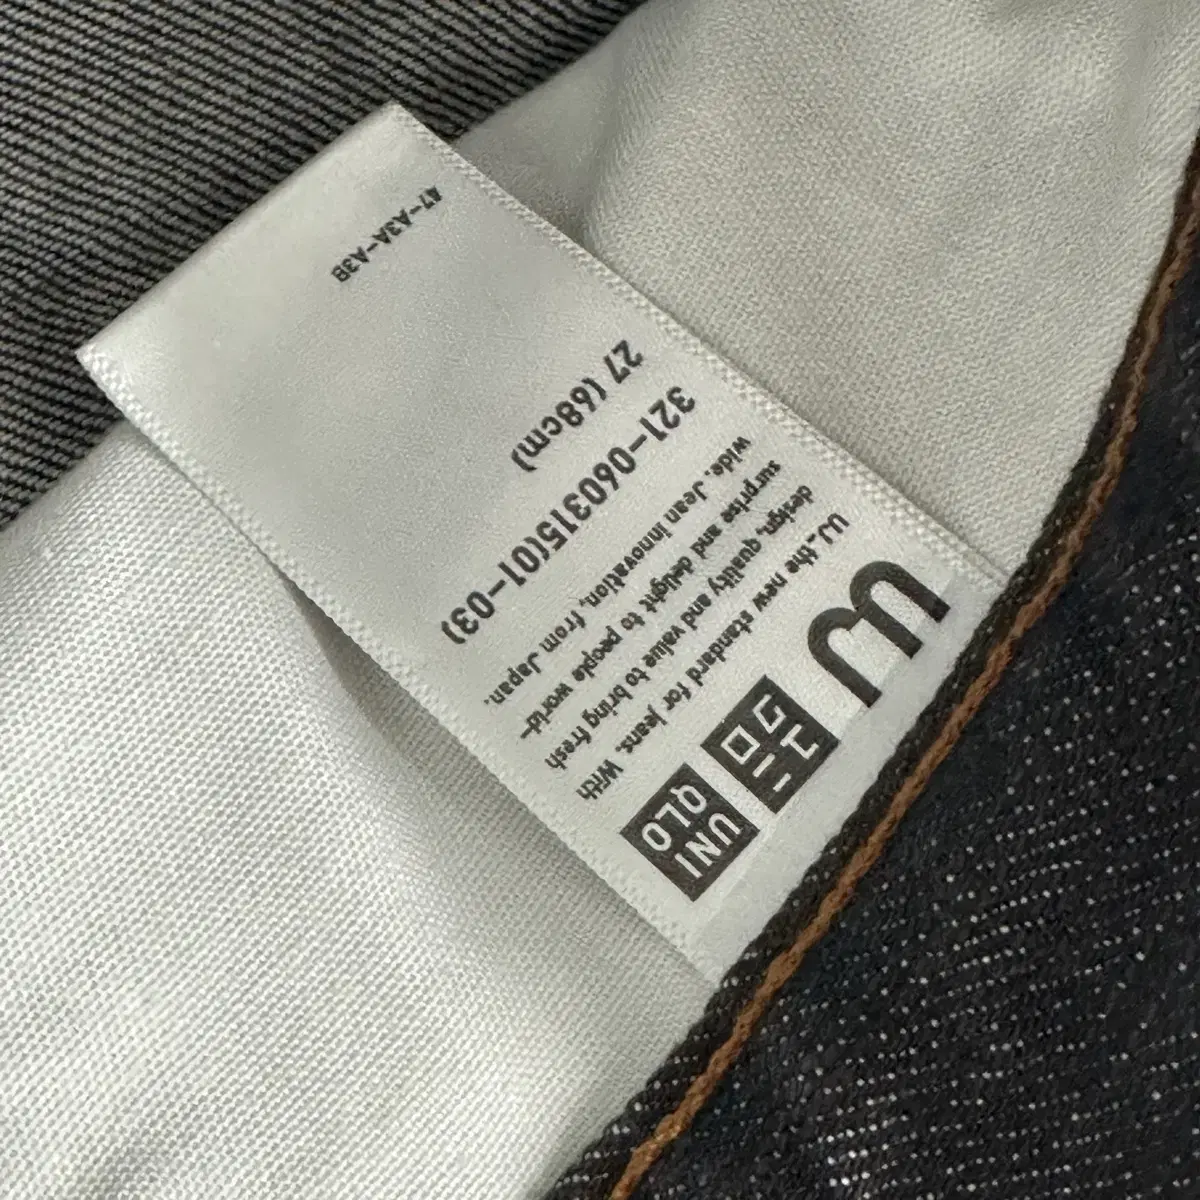 UJ
ユニ
クロ
UNI
QLO
UJ_the new standard for jeans. With
design, quality and value to bring fresh
surprise and delight to people world-
wide. Jean innovation, from Japan.
321-060315(01-03)
27 (68cm)
47-A3A-A3B